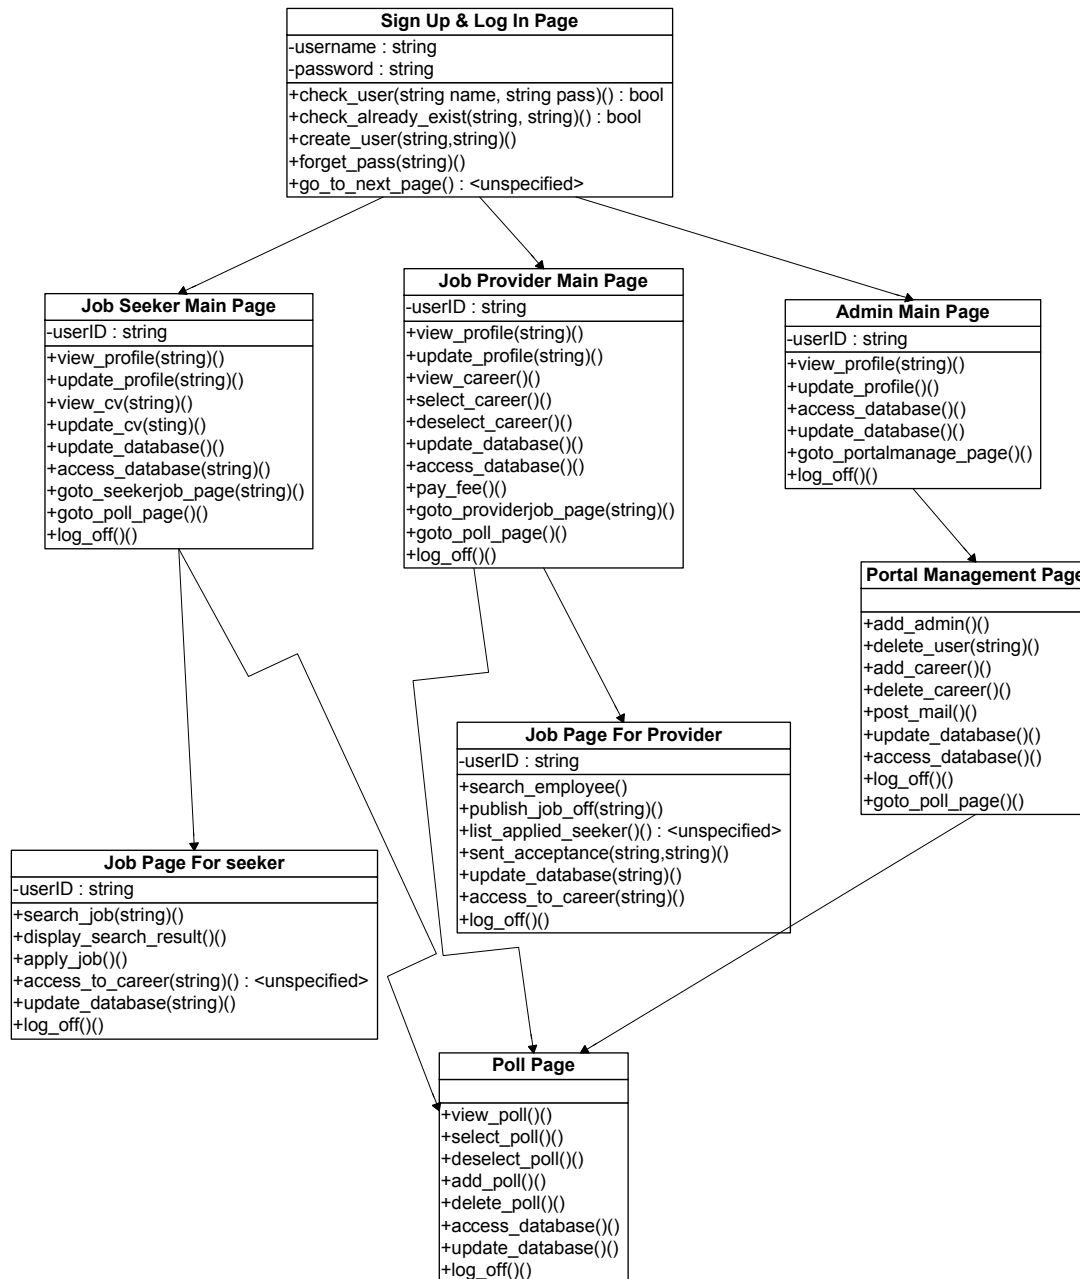 Sign Up & Log In Page
-username : string
-password : string
+check_user(string name, string pass)() : bool
+check_already_exist(string, string)() : bool
+create_user(string,string)()
+forget_pass(string)()
+go_to_next_page() : <unspecified>
Job Seeker Main Page
-userID : string
+view_profile(string)()
+update_profile(string)()
+view_cv(string)()
+update_cv(sting)()
+update_database()()
+access_database(string)()
+goto_seekerjob_page(string)()
+goto_poll_page()()
+log_off()()
Job Provider Main Page
-userID : string
+view_profile(string)()
+update_profile(string)()
+view_career()()
+select_career()()
+deselect_career()()
+update_database()()
+access_database()()
+pay_fee()()
+goto_providerjob_page(string)()
+goto_poll_page()()
+log_off()()
Admin Main Page
-userID : string
+view_profile(string)()
+update_profile()()
+access_database()()
+update_database()()
+goto_portalmanage_page()()
+log_off()()
Portal Management Page
+add_admin()()
+delete_user(string)()
+add_career()()
+delete_career()()
+post_mail()()
+update_database()()
+access_database()()
+log_off()()
+goto_poll_page()()
Job Page For Provider
-userID : string
+search_employee()
+publish_job_off(string)()
+list_applied_seeker()() : <unspecified>
+sent_acceptance(string,string)()
+update_database(string)()
+access_to_career(string)()
+log_off()()
Job Page For seeker
-userID : string
+search_job(string)()
+display_search_result()()
+apply_job()()
+access_to_career(string)() : <unspecified>
+update_database(string)()
+log_off()()
Poll Page
+view_poll()()
+select_poll()()
+deselect_poll()()
+add_poll()()
+delete_poll()()
+access_database()()
+update_database()()
+log_off()()